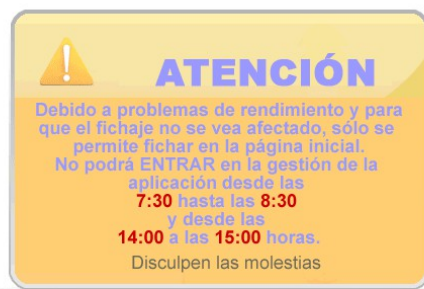 ATENCIÓN
Debido a problemas de rendimiento y para
que el fichaje no se vea afectado, sólo se
permite fichar en la página inicial.
No podrá ENTRAR en la gestión de la
aplicación desde las
7:30 hasta las 8:30
y desde las
14:00 a las 15:00 horas.
Disculpen las molestias